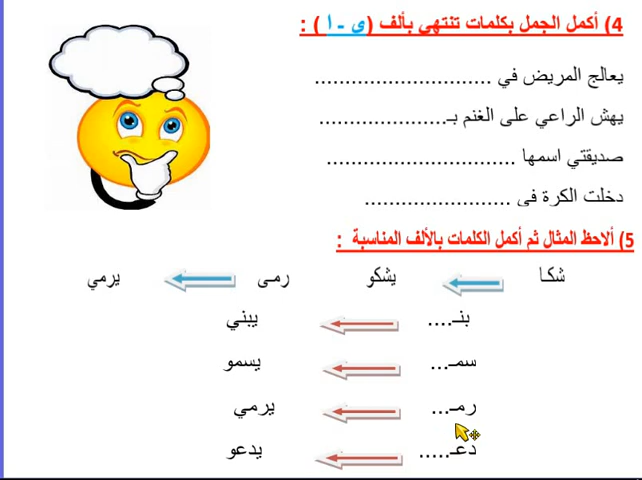 4) أكمل الجمل بكلمات تنتهي بألف (ى - ا ) :
يعالج المريض في ............................
يهش الراعي على الغنم بـ....................
صديقتي اسمها ..............................
دخلت الكرة في .......................
5) ألاحظ المثال ثم أكمل الكلمات بالألف المناسبة :
شكا يشكو رمى يرمي
بنـ.... يبني
سمـ... يسمو
رمـ... يرمي
دعـ..... يدعو